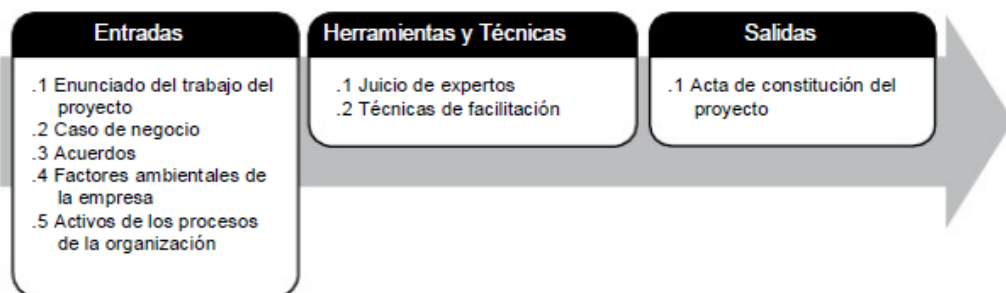 Entradas
.1 Enunciado del trabajo del
proyecto
.2 Caso de negocio
.3 Acuerdos
.4 Factores ambientales de
la empresa
.5 Activos de los procesos
de la organización
Herramientas y Técnicas
.1 Juicio de expertos
.2 Técnicas de facilitación
Salidas
.1 Acta de constitución del
proyecto